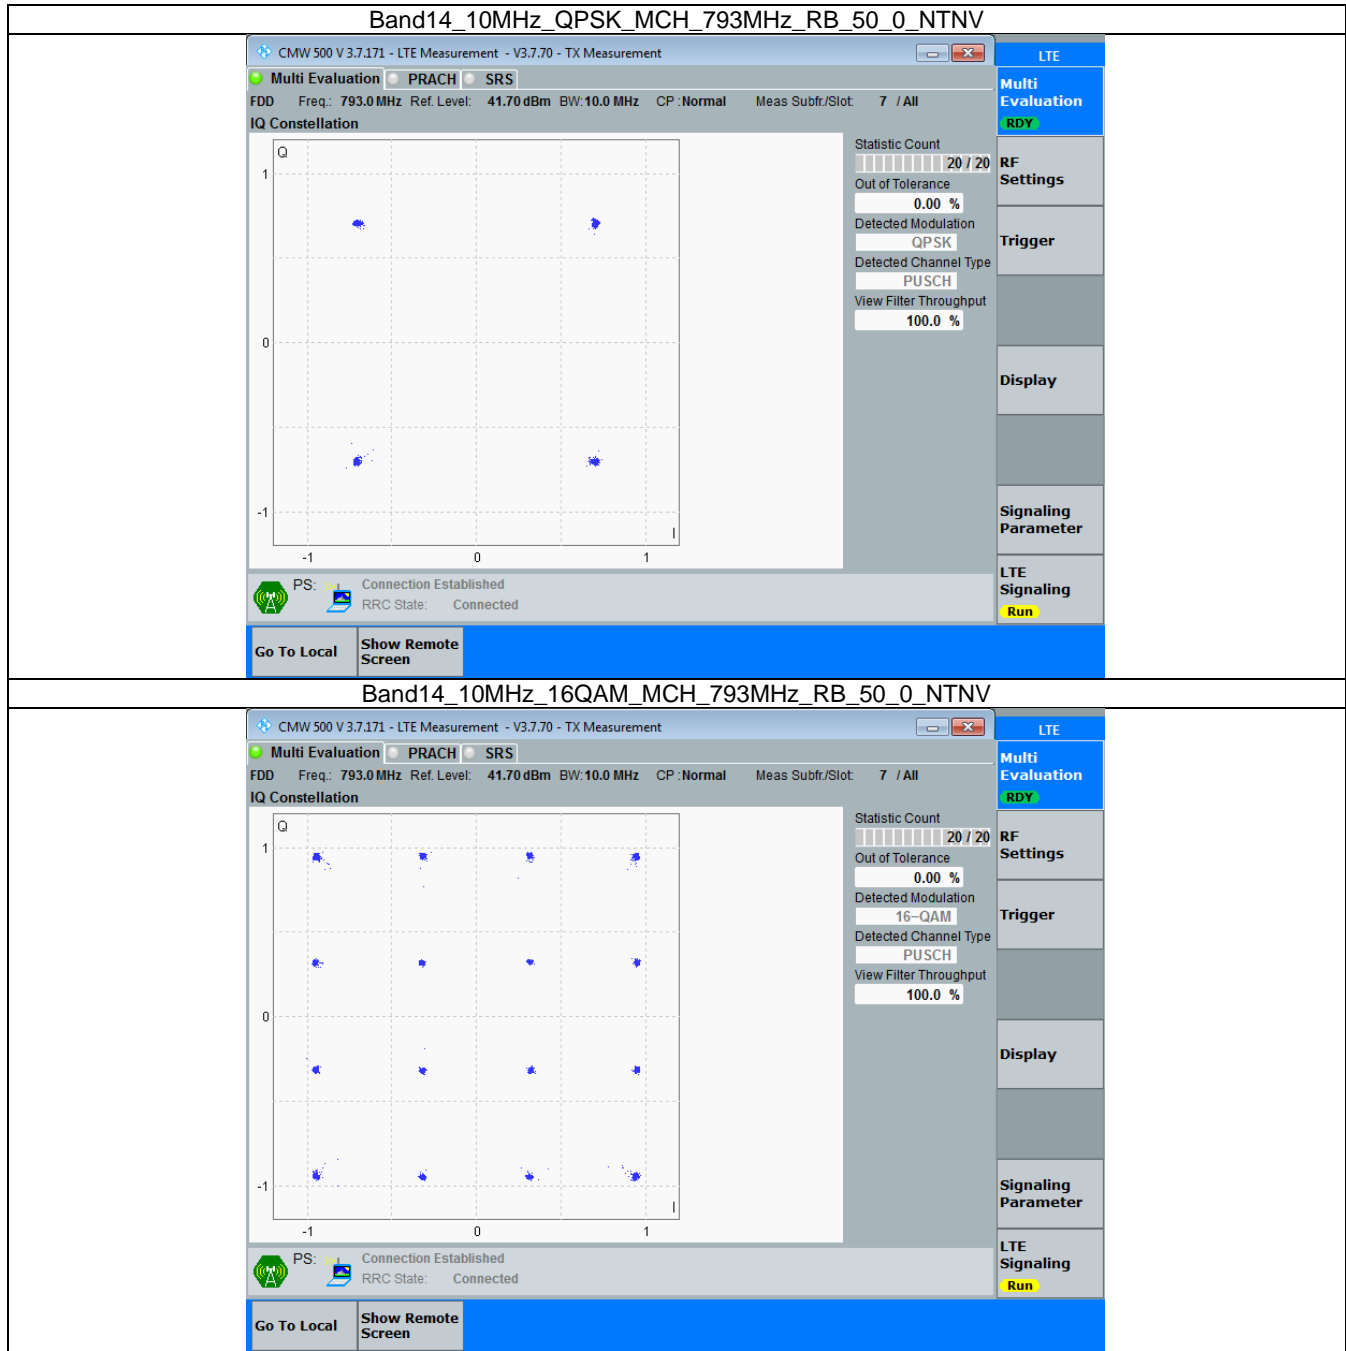 Band14_10MHz_QPSK_MCH_793MHz_RB_50_0_NTNV
CMW 500 V 3.7.171 - LTE Measurement - V3.7.70 - TX Measurement
LTE
Multi Evaluation PRACH SRS
Multi
Evaluation
RDY
FDD Freq.: 793.0 MHz Ref. Level: 41.70 dBm BW: 10.0 MHz CP : Normal Meas Subfr./Slot: 7 / All
IQ Constellation
Q
1
0
-1
-1 0 1
I
Statistic Count
20 / 20
Out of Tolerance
0.00 %
Detected Modulation
QPSK
Detected Channel Type
PUSCH
View Filter Throughput
100.0 %
RF
Settings
Trigger
Display
Signaling
Parameter
LTE
Signaling
Run
PS: Connection Established
RRC State: Connected
Go To Local
Show Remote
Screen
Band14_10MHz_16QAM_MCH_793MHz_RB_50_0_NTNV
CMW 500 V 3.7.171 - LTE Measurement - V3.7.70 - TX Measurement
LTE
Multi Evaluation PRACH SRS
Multi
Evaluation
RDY
FDD Freq.: 793.0 MHz Ref. Level: 41.70 dBm BW: 10.0 MHz CP : Normal Meas Subfr./Slot: 7 / All
IQ Constellation
Q
1
0
-1
-1 0 1
I
Statistic Count
20 / 20
Out of Tolerance
0.00 %
Detected Modulation
16-QAM
Detected Channel Type
PUSCH
View Filter Throughput
100.0 %
RF
Settings
Trigger
Display
Signaling
Parameter
LTE
Signaling
Run
PS: Connection Established
RRC State: Connected
Go To Local
Show Remote
Screen